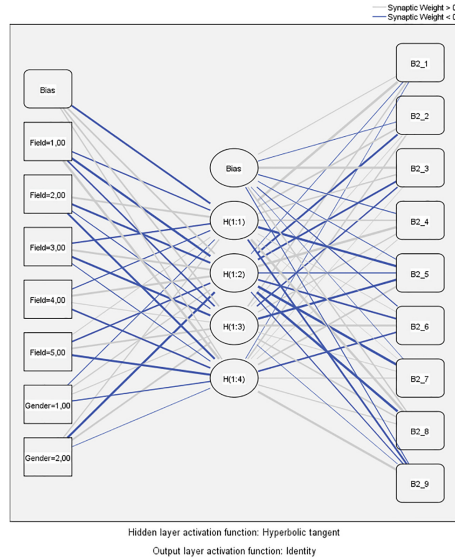 Synaptic Weight > 0
Synaptic Weight < 0
Bias
Field=1,00
Field=2,00
Field=3,00
Field=4,00
Field=5,00
Gender=1,00
Gender=2,00
Bias
H(1:1)
H(1:2)
H(1:3)
H(1:4)
B2_1
B2_2
B2_3
B2_4
B2_5
B2_6
B2_7
B2_8
B2_9
Hidden layer activation function: Hyperbolic tangent
Output layer activation function: Identity